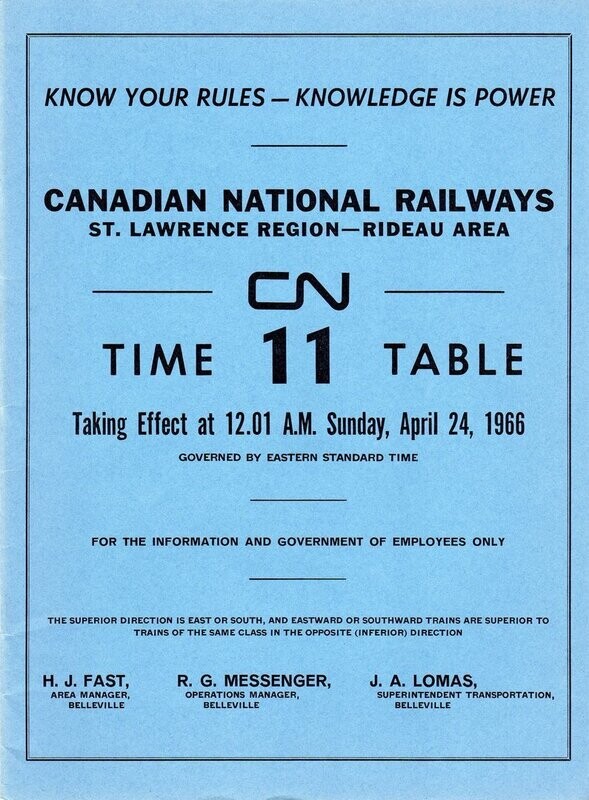 KNOW YOUR RULES — KNOWLEDGE IS POWER
CANADIAN NATIONAL RAILWAYS
ST. LAWRENCE REGION—RIDEAU AREA
CN
TIME 11 TABLE
Taking Effect at 12.01 A.M. Sunday, April 24, 1966
GOVERNED BY EASTERN STANDARD TIME
FOR THE INFORMATION AND GOVERNMENT OF EMPLOYEES ONLY
THE SUPERIOR DIRECTION IS EAST OR SOUTH, AND EASTWARD OR SOUTHWARD TRAINS ARE SUPERIOR TO
TRAINS OF THE SAME CLASS IN THE OPPOSITE (INFERIOR) DIRECTION
H. J. FAST,
AREA MANAGER,
BELLEVILLE
R. G. MESSENGER,
OPERATIONS MANAGER,
BELLEVILLE
J. A. LOMAS,
SUPERINTENDENT TRANSPORTATION,
BELLEVILLE